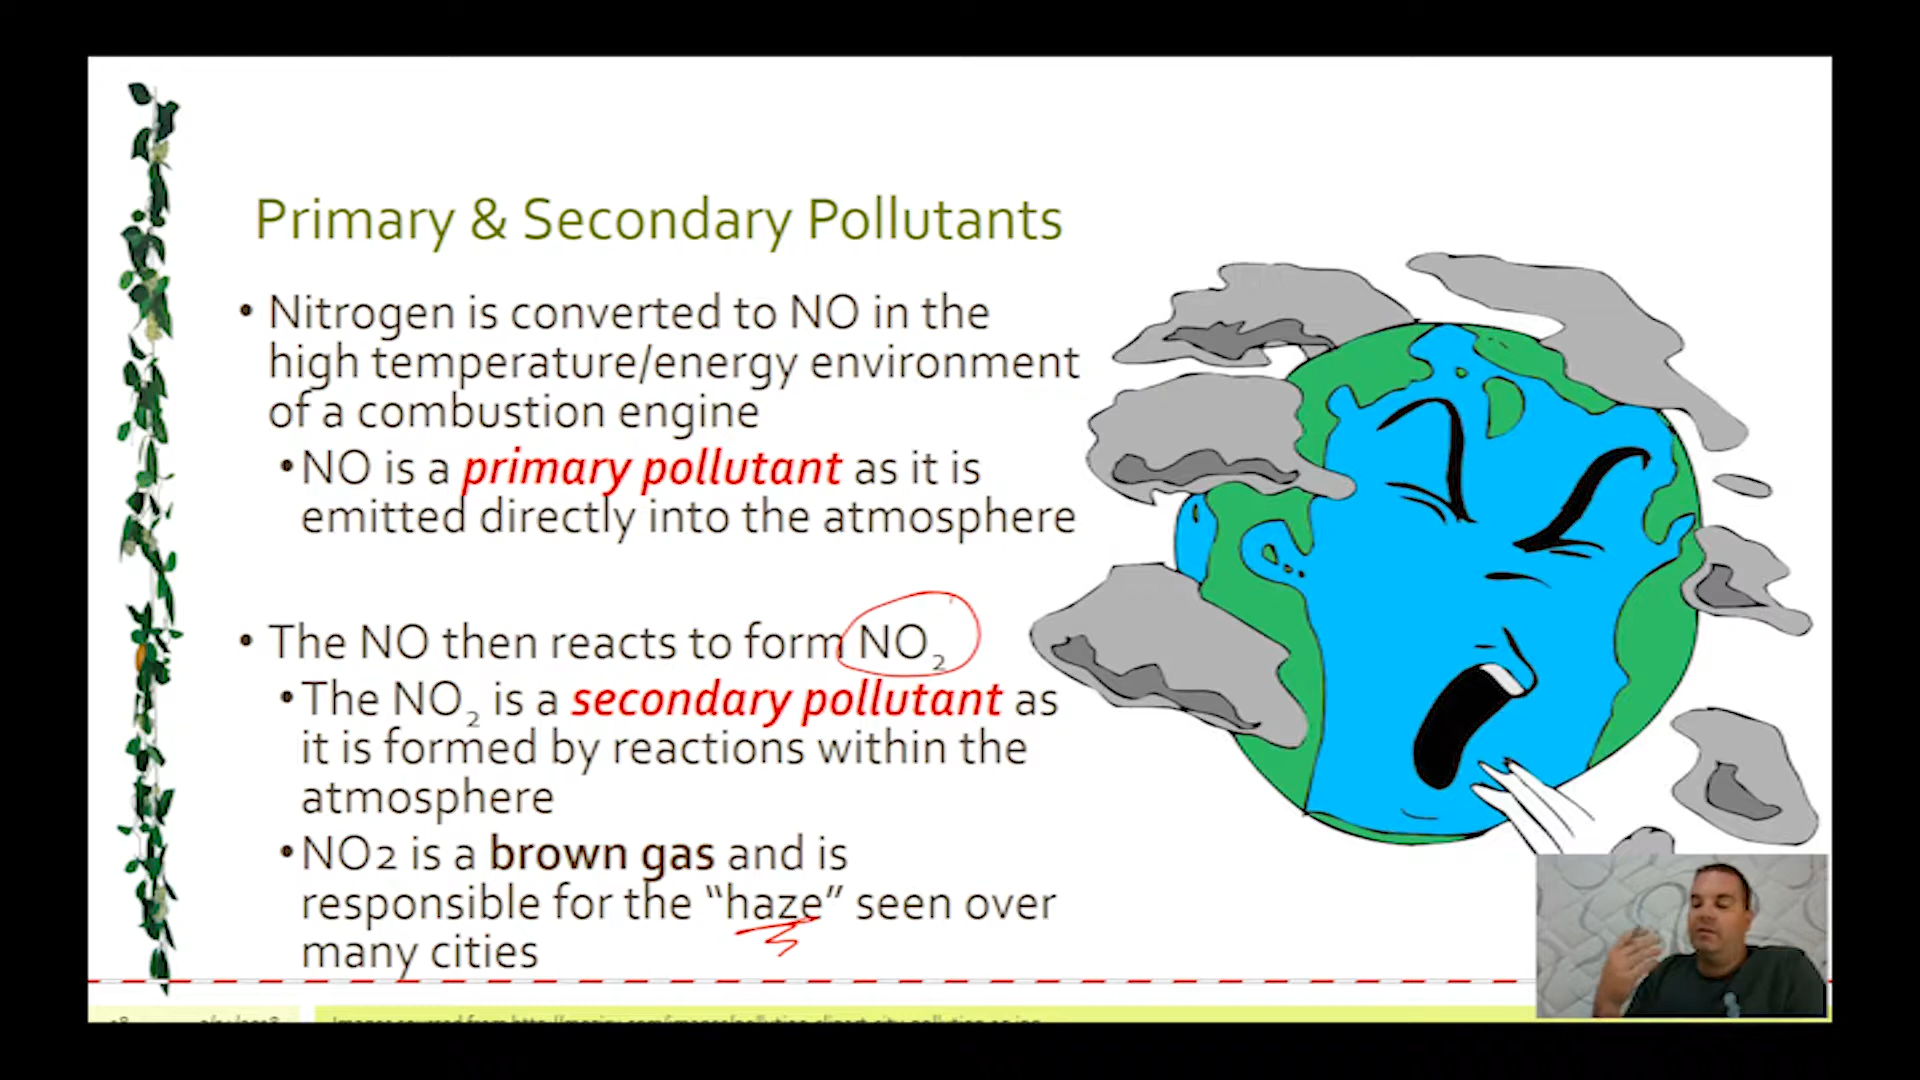 Primary & Secondary Pollutants
• Nitrogen is converted to NO in the
high temperature/energy environment
of a combustion engine
•NO is a primary pollutant as it is
emitted directly into the atmosphere
• The NO then reacts to form NO₂
•The NO₂ is a secondary pollutant as
it is formed by reactions within the
atmosphere
•NO2 is a brown gas and is
responsible for the “haze” seen over
many cities